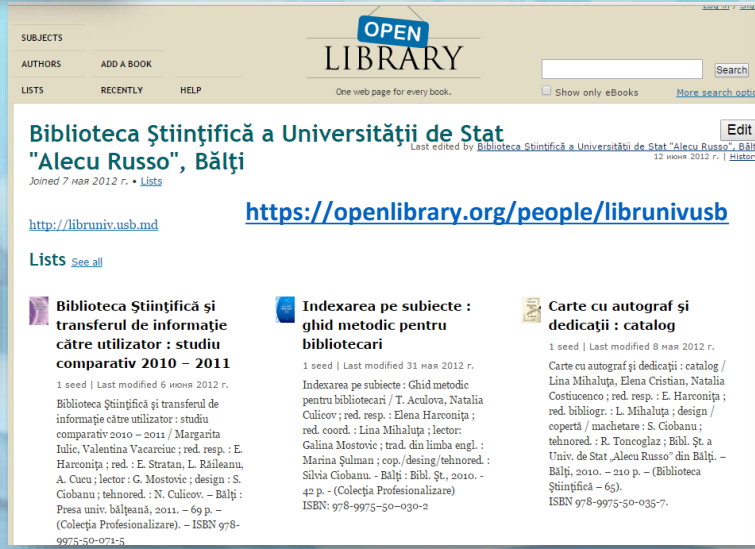 Log in / Sig
SUBJECTS
AUTHORS ADD A BOOK
LISTS RECENTLY HELP
OPEN
LIBRARY
One web page for every book.
Search
Show only eBooks More search optio
Biblioteca Ştiinţifică a Universităţii de Stat
"Alecu Russo", Bălţi
Edit
Last edited by Biblioteca Ştiinţifică a Universităţii de Stat "Alecu Russo", Bălţ
12 июня 2012 г. | History
Joined 7 мая 2012 г. • Lists
http://libruniv.usb.md
https://openlibrary.org/people/librunivusb
Lists See all
Biblioteca Ştiinţifică şi
transferul de informaţie
către utilizator : studiu
comparativ 2010 – 2011
1 seed | Last modified 6 июня 2012 г.
Biblioteca Ştiinţifică şi transferul de
informaţie către utilizator : studiu
comparativ 2010 – 2011 / Margarita
Iulic, Valentina Vacarciuc ; red. resp. : E.
Harconiţa ; red. : E. Stratan, L. Răileanu,
A. Cucu ; lector : G. Mostovic ; design : S.
Ciobanu ; tehnored. : N. Culicov. – Bălţi :
Presa univ. bălţeană, 2011. – 69 p. –
(Colecţia Profesionalizare). – ISBN 978-
9975-50-071-5
Indexarea pe subiecte :
ghid metodic pentru
bibliotecari
1 seed | Last modified 31 мая 2012 г.
Indexarea pe subiecte : Ghid metodic
pentru bibliotecari / T. Aculova, Natalia
Culicov ; red. resp. : Elena Harconiţa ;
red. coord. : Lina Mihaluţa ; lector:
Galina Mostovic ; trad. din limba engl. :
Marina Şulman ; cop./desing/tehnored. :
Silvia Ciobanu. - Bălţi : Bibl. Şt., 2010. -
42 p. - (Colecţia Profesionalizare)
ISBN: 978-9975–50–030-2
Carte cu autograf şi
dedicaţii : catalog
1 seed | Last modified 8 мая 2012 г.
Carte cu autograf şi dedicaţii : catalog /
Lina Mihaluţa, Elena Cristian, Natalia
Costiucenco ; red. resp. : E. Harconiţa ;
red. bibliogr. : L. Mihaluţa ; design /
copertă / machetare : S. Ciobanu ;
tehnored. : R. Toncoglaz ; Bibl. Şt. a
Univ. de Stat „Alecu Russo” din Bălţi. –
Bălţi, 2010. – 210 p. – (Biblioteca
Ştiinţifică – 65).
ISBN 978-9975-50-035-7.